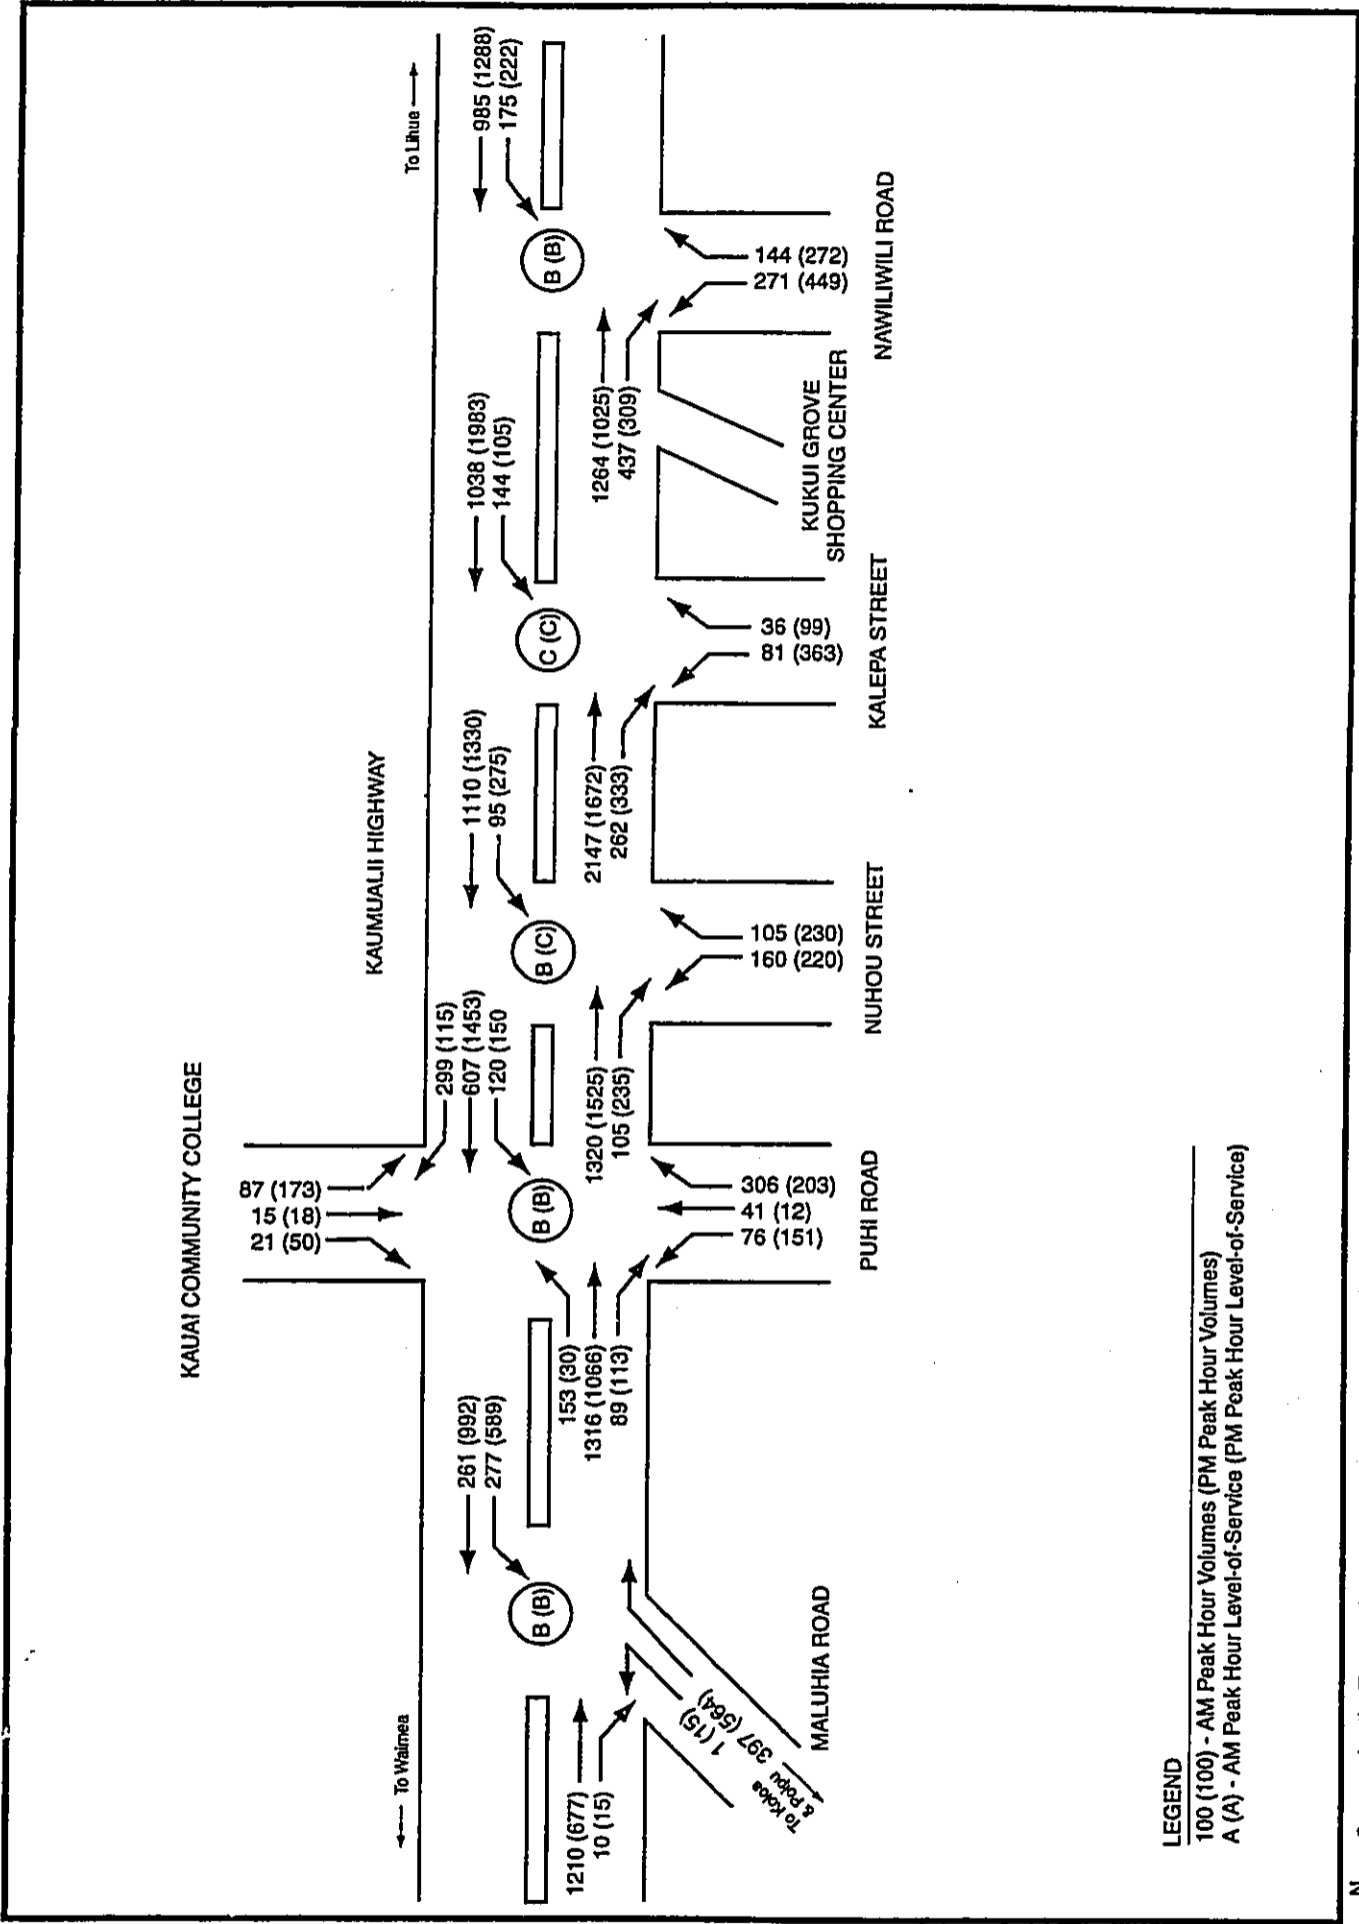 KAUAI COMMUNITY COLLEGE
KAUMUALII HIGHWAY
← To Waimea
To Lihue →
87 (173)
15 (18)
21 (50)
299 (115)
607 (1453)
120 (150
261 (992)
277 (589)
1110 (1330)
95 (275)
1038 (1983)
144 (105)
985 (1288)
175 (222)
B (B)
B (B)
B (C)
C (C)
B (B)
1210 (677)
10 (15)
153 (30)
1316 (1066)
89 (113)
1320 (1525)
105 (235)
2147 (1672)
262 (333)
1264 (1025)
437 (309)
1 (15)
397 (564)
To Koloa
& Poipu
306 (203)
41 (12)
76 (151)
105 (230)
160 (220)
36 (99)
81 (363)
144 (272)
271 (449)
MALUHIA ROAD
PUHI ROAD
NUHOU STREET
KALEPA STREET
KUKUI GROVE
SHOPPING CENTER
NAWILIWILI ROAD
LEGEND
100 (100) - AM Peak Hour Volumes (PM Peak Hour Volumes)
A (A) - AM Peak Hour Level-of-Service (PM Peak Hour Level-of-Service)